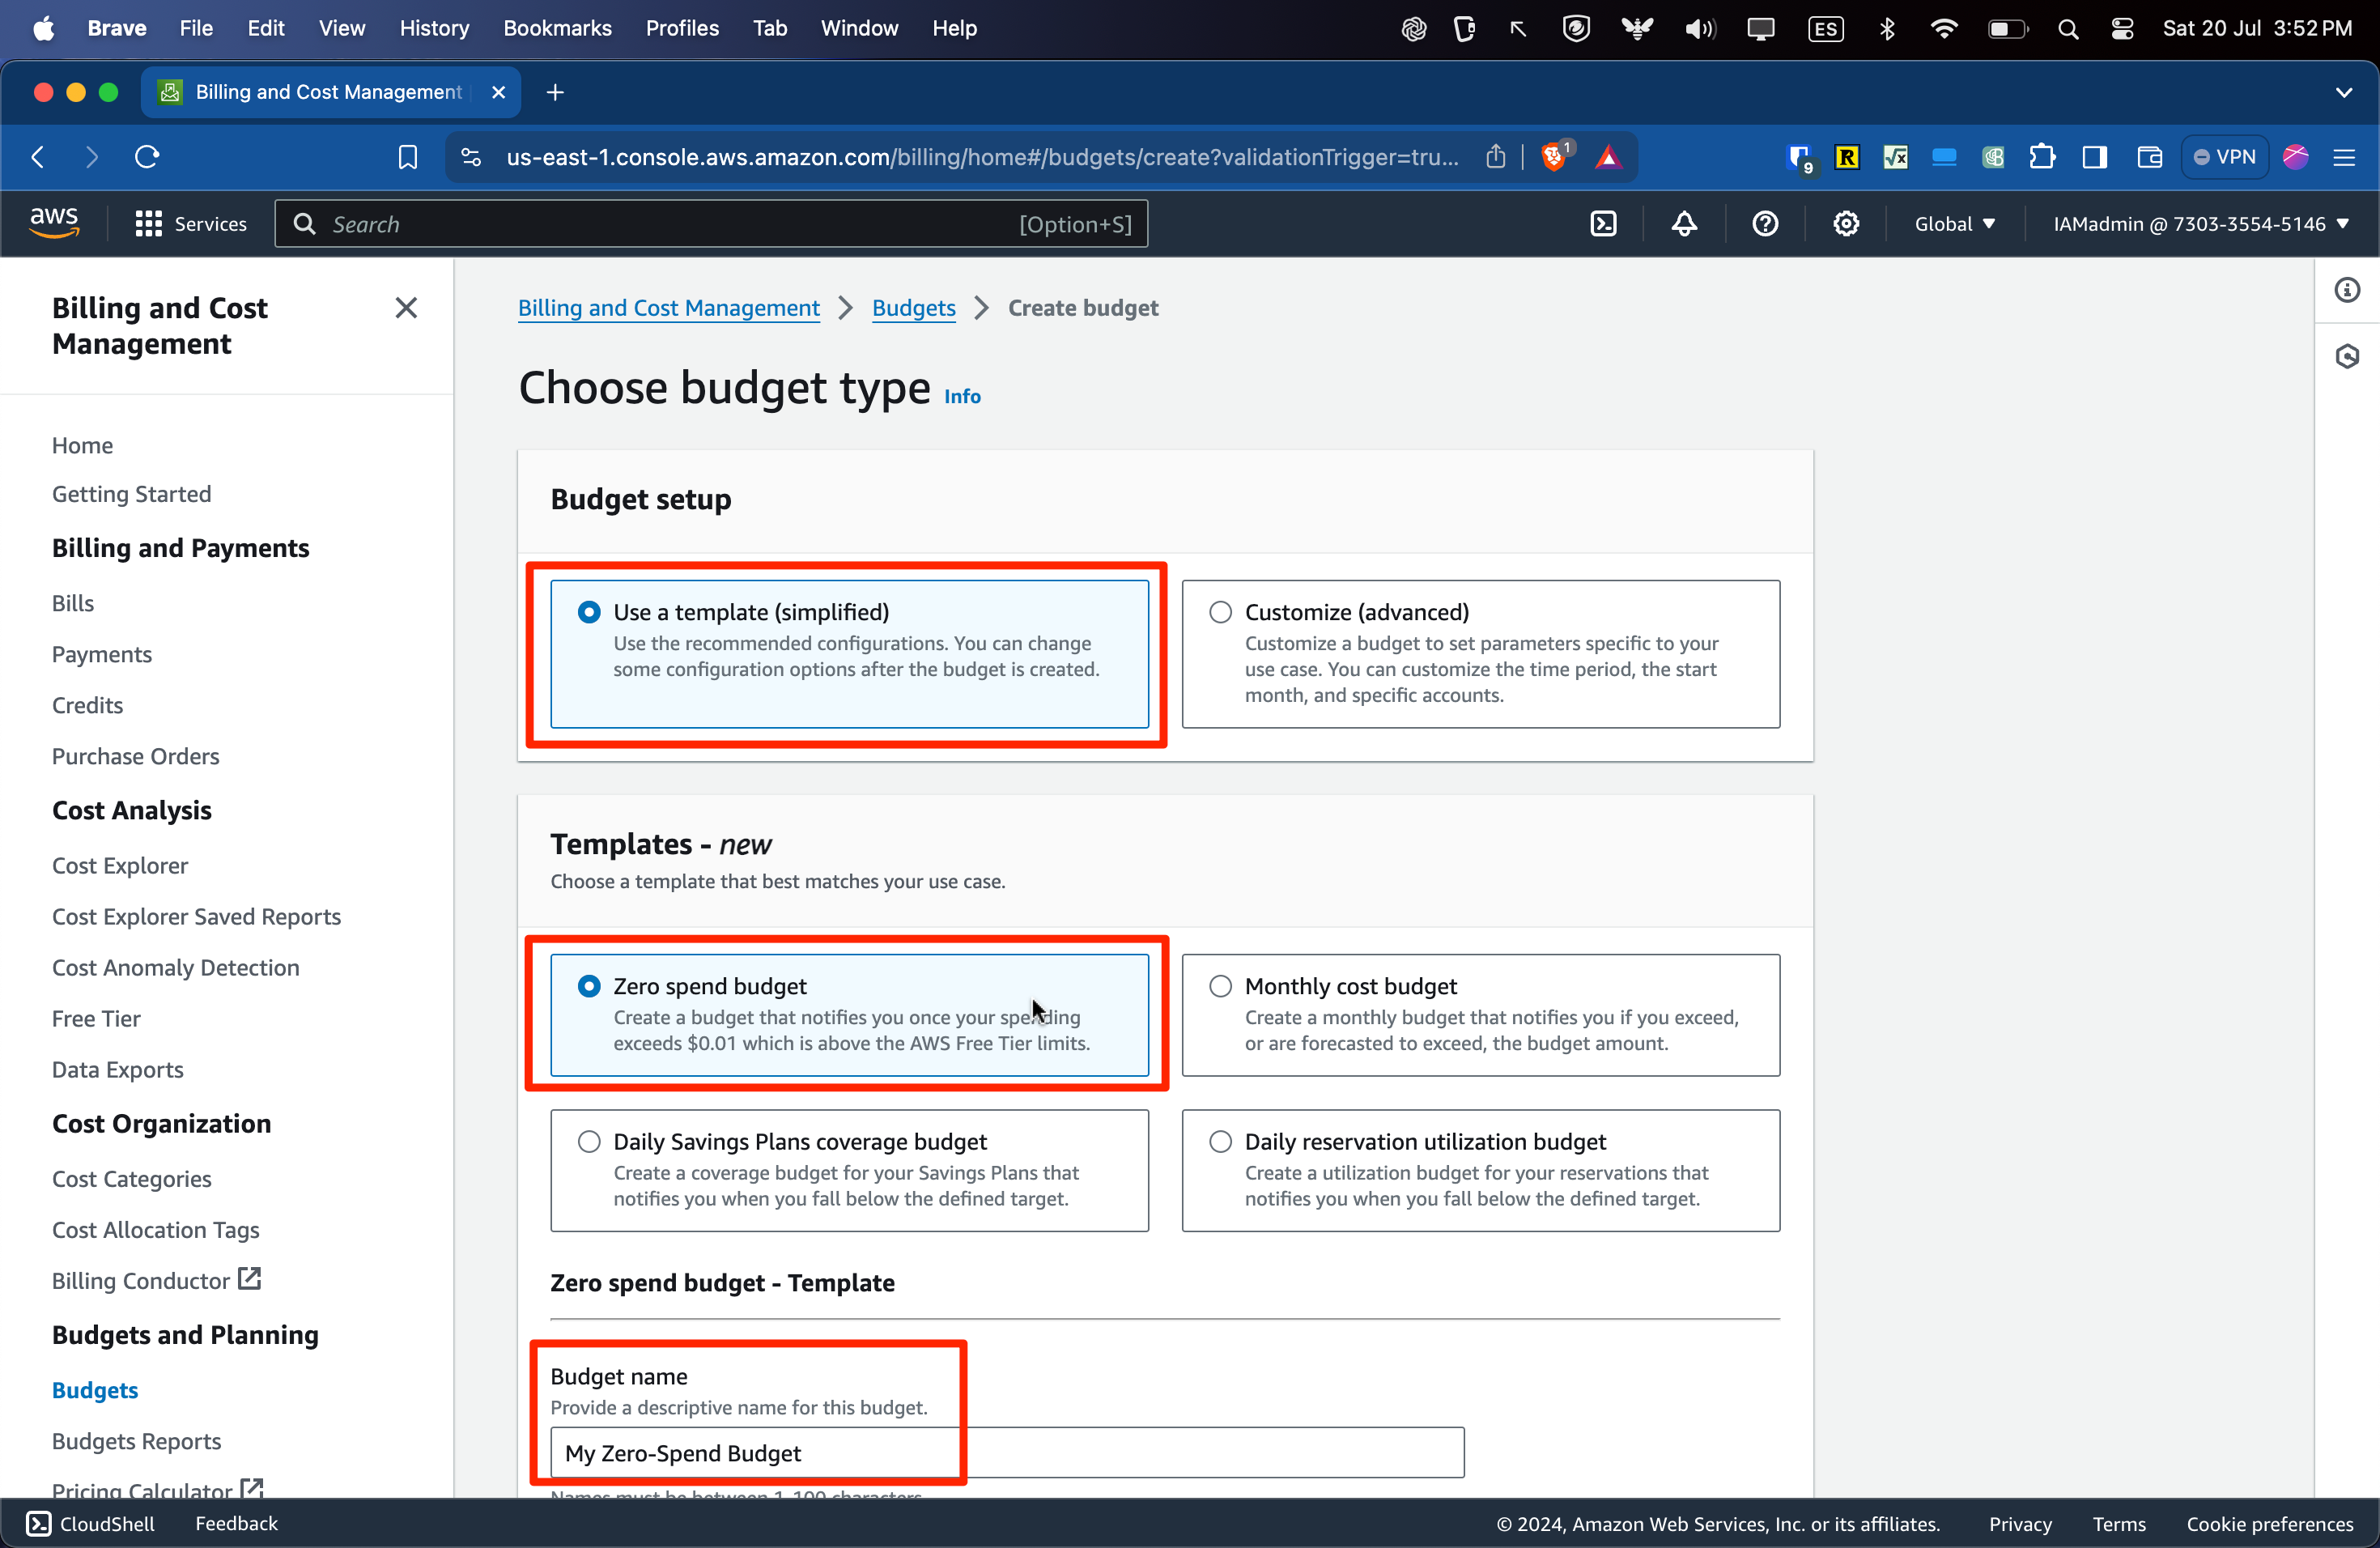 Brave File Edit View History Bookmarks Profiles Tab Window Help ES Sat 20 Jul 3:52 PM
Billing and Cost Management
us-east-1.console.aws.amazon.com/billing/home#/budgets/create?validationTrigger=tru... 1 9 R √x VPN
aws Services Search [Option+S] Global IAMadmin @ 7303-3554-5146
Billing and Cost
Management
Home
Getting Started
Billing and Payments
Bills
Payments
Credits
Purchase Orders
Cost Analysis
Cost Explorer
Cost Explorer Saved Reports
Cost Anomaly Detection
Free Tier
Data Exports
Cost Organization
Cost Categories
Cost Allocation Tags
Billing Conductor
Budgets and Planning
Budgets
Budgets Reports
Pricing Calculator
Billing and Cost Management > Budgets > Create budget
Choose budget type Info
Budget setup
Use a template (simplified)
Use the recommended configurations. You can change
some configuration options after the budget is created.
Customize (advanced)
Customize a budget to set parameters specific to your
use case. You can customize the time period, the start
month, and specific accounts.
Templates - new
Choose a template that best matches your use case.
Zero spend budget
Create a budget that notifies you once your spending
exceeds $0.01 which is above the AWS Free Tier limits.
Monthly cost budget
Create a monthly budget that notifies you if you exceed,
or are forecasted to exceed, the budget amount.
Daily Savings Plans coverage budget
Create a coverage budget for your Savings Plans that
notifies you when you fall below the defined target.
Daily reservation utilization budget
Create a utilization budget for your reservations that
notifies you when you fall below the defined target.
Zero spend budget - Template
Budget name
Provide a descriptive name for this budget.
My Zero-Spend Budget
Names must be between 1-100 characters
CloudShell Feedback © 2024, Amazon Web Services, Inc. or its affiliates. Privacy Terms Cookie preferences